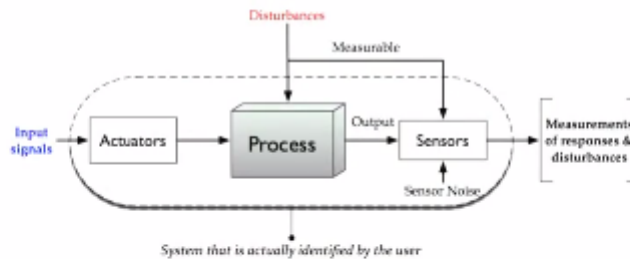 Disturbances
Measurable
Input
signals
Actuators
Process
Output
Sensors
Sensor Noise
Measurements
of responses &
disturbances
System that is actually identified by the user